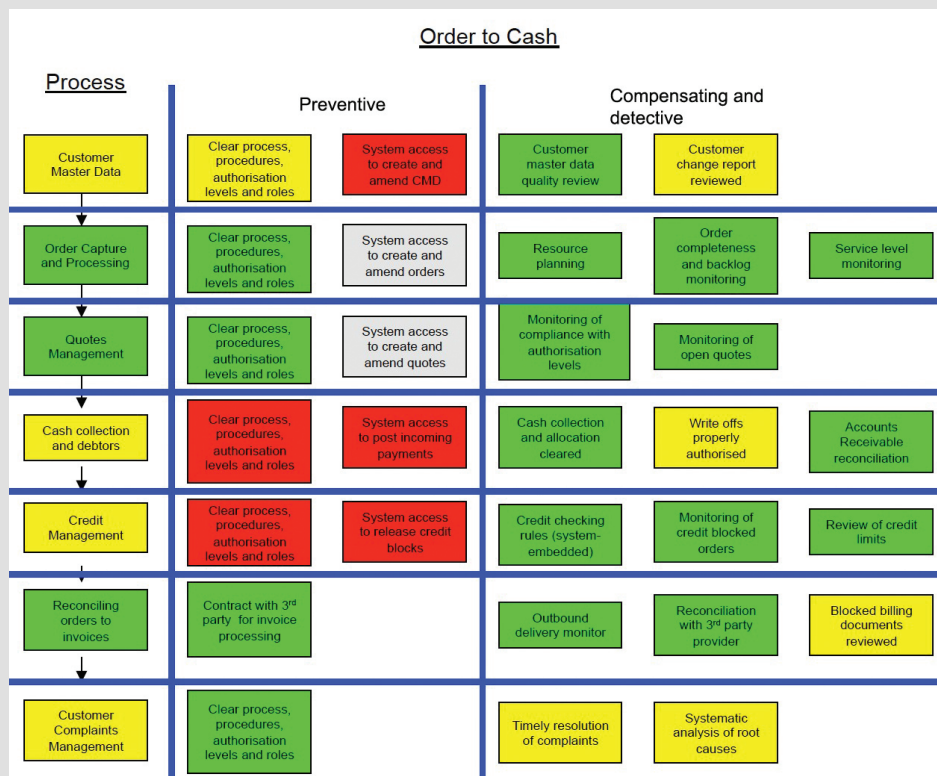 Order to Cash
Process
Preventive
Compensating and
detective
Customer
Master Data
Clear process,
procedures,
authorisation
levels and roles
System access
to create and
amend CMD
Customer
master data
quality review
Customer
change report
reviewed
Order Capture
and Processing
Clear process,
procedures,
authorisation
levels and roles
System access
to create and
amend orders
Resource
planning
Order
completeness
and backlog
monitoring
Service level
monitoring
Quotes
Management
Clear process,
procedures,
authorisation
levels and roles
System access
to create and
amend quotes
Monitoring of
compliance with
authorisation
levels
Monitoring of
open quotes
Cash collection
and debtors
Clear process,
procedures,
authorisation
levels and roles
System access
to post incoming
payments
Cash collection
and allocation
cleared
Write offs
properly
authorised
Accounts
Receivable
reconciliation
Credit
Management
Clear process,
procedures,
authorisation
levels and roles
System access
to release credit
blocks
Credit checking
rules (system-
embedded)
Monitoring of
credit blocked
orders
Review of credit
limits
Reconciling
orders to
invoices
Contract with 3rd
party for invoice
processing
Outbound
delivery monitor
Reconciliation
with 3rd party
provider
Blocked billing
documents
reviewed
Customer
Complaints
Management
Clear process,
procedures,
authorisation
levels and roles
Timely resolution
of complaints
Systematic
analysis of root
causes